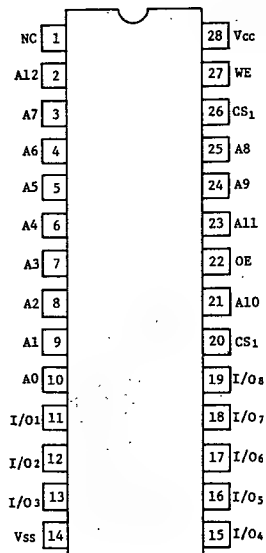 NC 1 28 Vcc
A12 2 27 WE
A7 3 26 CS1
A6 4 25 A8
A5 5 24 A9
A4 6 23 A11
A3 7 22 OE
A2 8 21 A10
A1 9 20 CS1
A0 10 19 I/O8
I/O1 11 18 I/O7
I/O2 12 17 I/O6
I/O3 13 16 I/O5
Vss 14 15 I/O4